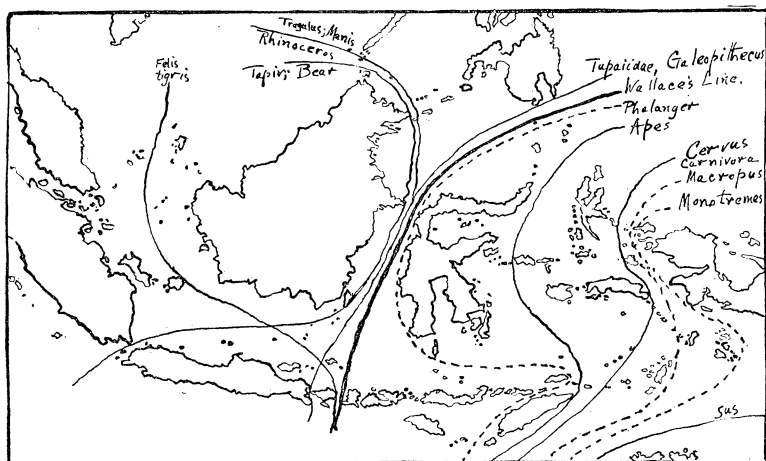 Tragulus; Manis
Rhinoceros
Tapir; Bear
Felis
tigris
Tupaiidae, Galeopithecus
Wallace's Line.
Phalanger
Apes
Cervus
Carnivora
Macropus
Monotremes
Sus